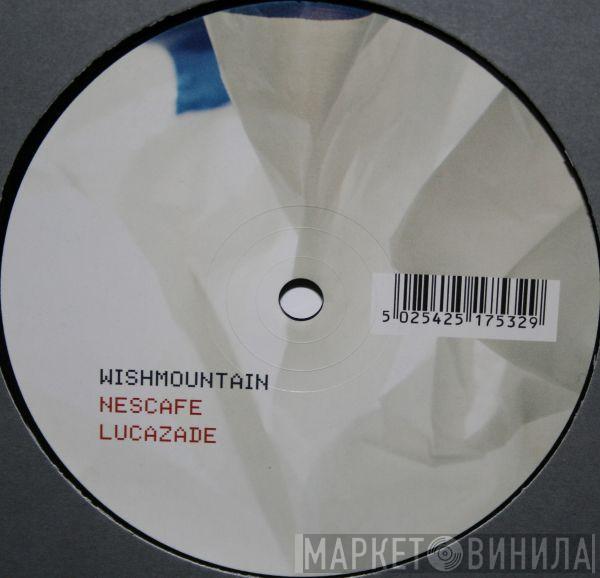 5 025425 175329
WISHMOUNTAIN
NESCAFE
LUCAZADE
МАРКЕТ ВИНИЛА